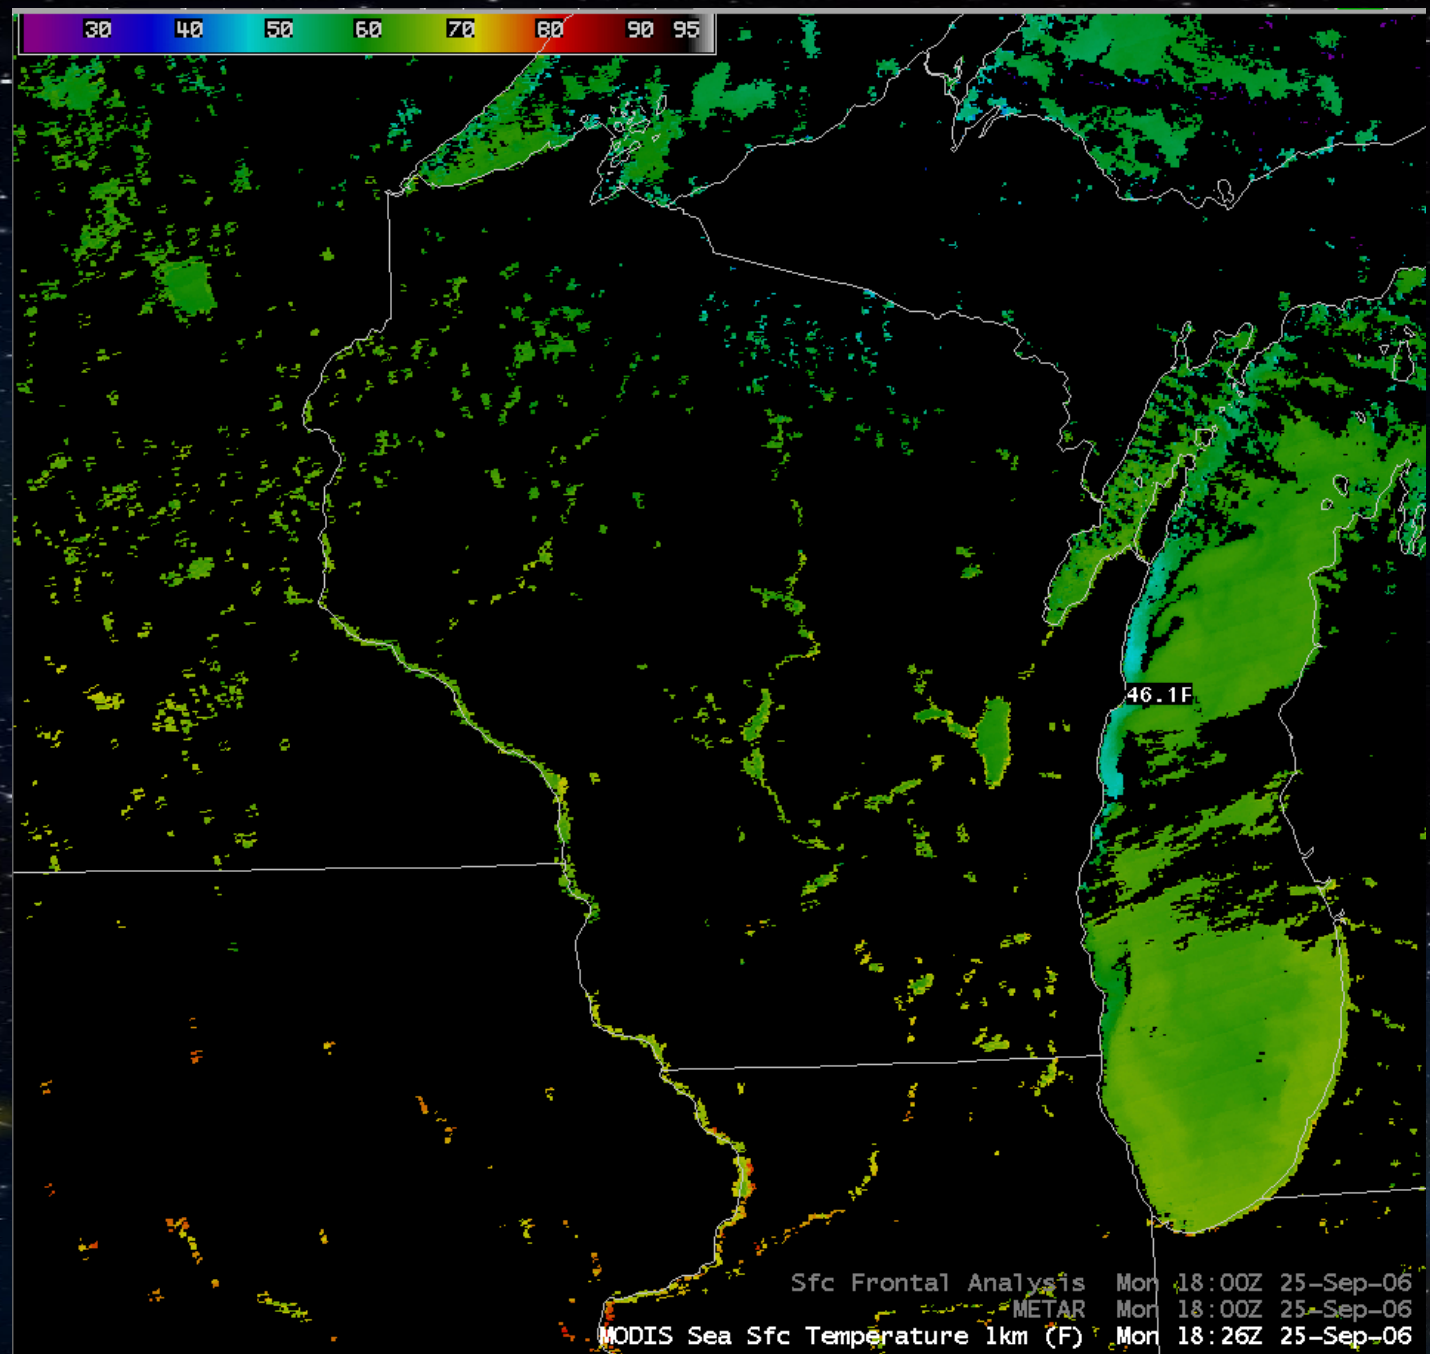 30 40 50 60 70 80 90 95
46.1F
Sfc Frontal Analysis Mon 18:00Z 25-Sep-06
METAR Mon 18:00Z 25-Sep-06
MODIS Sea Sfc Temperature 1km (F) Mon 18:26Z 25-Sep-06